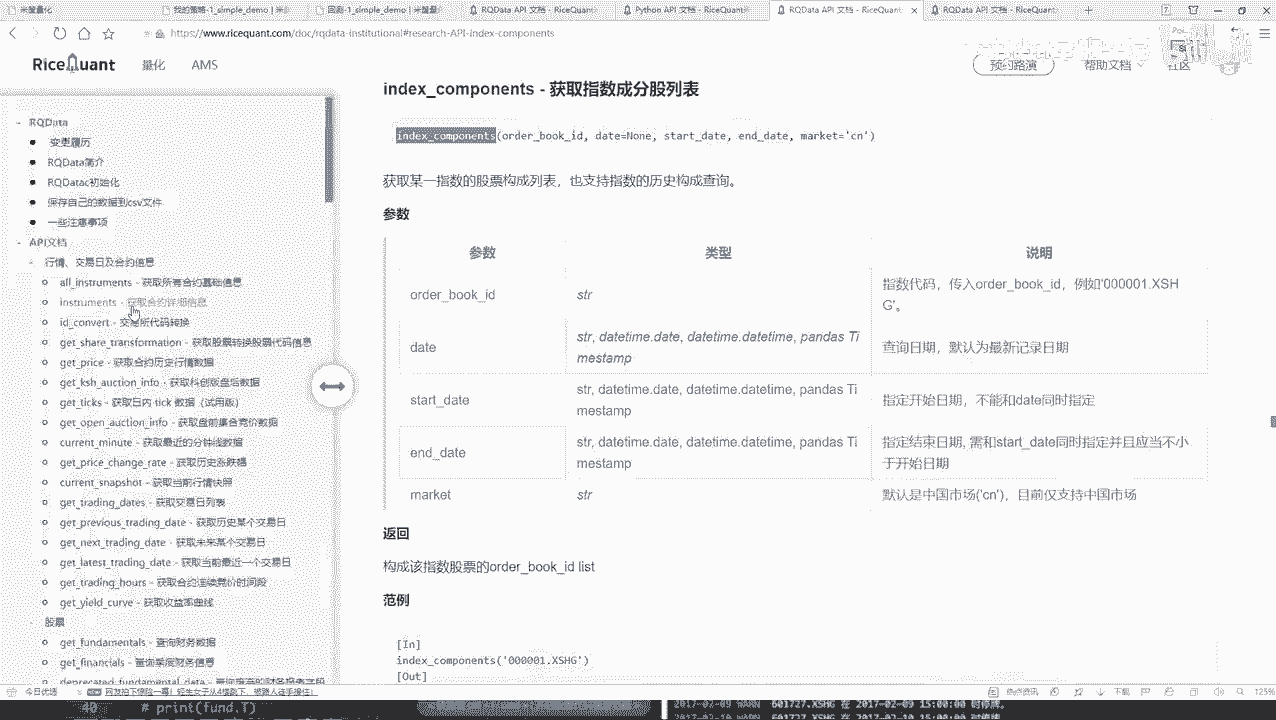 米筐量化
我的策略-1_simple_demo | 米
回测-1_simple_demo | 米筐量
RQData API 文档 - RiceQuan
Python API 文档 - RiceQuan
RQData API 文档 - RiceQuan
RQData API 文档 - RiceQuan
https://www.ricequant.com/doc/rqdata-institutional#research-API-index-components
RiceQuant
量化
AMS
预约路演
帮助文档
社区
RQData
变更履历
RQData简介
RQDatac初始化
保存自己的数据到csv文件
一些注意事项
API文档
行情、交易日及合约信息
all_instruments - 获取所有合约基础信息
instruments - 获取合约详细信息
id_convert - 交易所代码转换
get_share_transformation - 获取股票转换股票代码信息
get_price - 获取合约历史行情数据
get_ksh_auction_info - 获取科创版盘后数据
get_ticks - 获取日内 tick 数据（试用版）
get_open_auction_info - 获取盘前集合竞价数据
current_minute - 获取最近的分钟线数据
get_price_change_rate - 获取历史涨跌幅
current_snapshot - 获取当前行情快照
get_trading_dates - 获取交易日列表
get_previous_trading_date - 获取历史某个交易日
get_next_trading_date - 获取未来某个交易日
get_latest_trading_date - 获取当前最近一个交易日
get_trading_hours - 获取合约连续竞价时间段
get_yield_curve - 获取收益率曲线
股票
get_fundamentals - 查询财务数据
get_financials - 查询季度财务信息
index_components - 获取指数成分股列表
index_components(order_book_id, date=None, start_date, end_date, market='cn')
获取某一指数的股票构成列表，也支持指数的历史构成查询。
参数
参数 类型 说明
order_book_id str 指数代码，传入order_book_id，例如'000001.XSH
G'。
date str, datetime.date, datetime.datetime, pandas Ti
mestamp 查询日期，默认为最新记录日期
start_date str, datetime.date, datetime.datetime, pandas Ti
mestamp 指定开始日期，不能和date同时指定
end_date str, datetime.date, datetime.datetime, pandas Ti
mestamp 指定结束日期, 需和start_date同时指定并且应当不小
于开始日期
market str 默认是中国市场('cn')，目前仅支持中国市场
返回
构成该指数股票的order_book_id list
范例
[In]
index_components('000001.XSHG')
[Out]
今日优选
热点资讯
下载
125%
40 # print(fund.T)
2017-02-09 WARN 601727.XSHG 在 2017-02-09 15:00:00 时停牌。